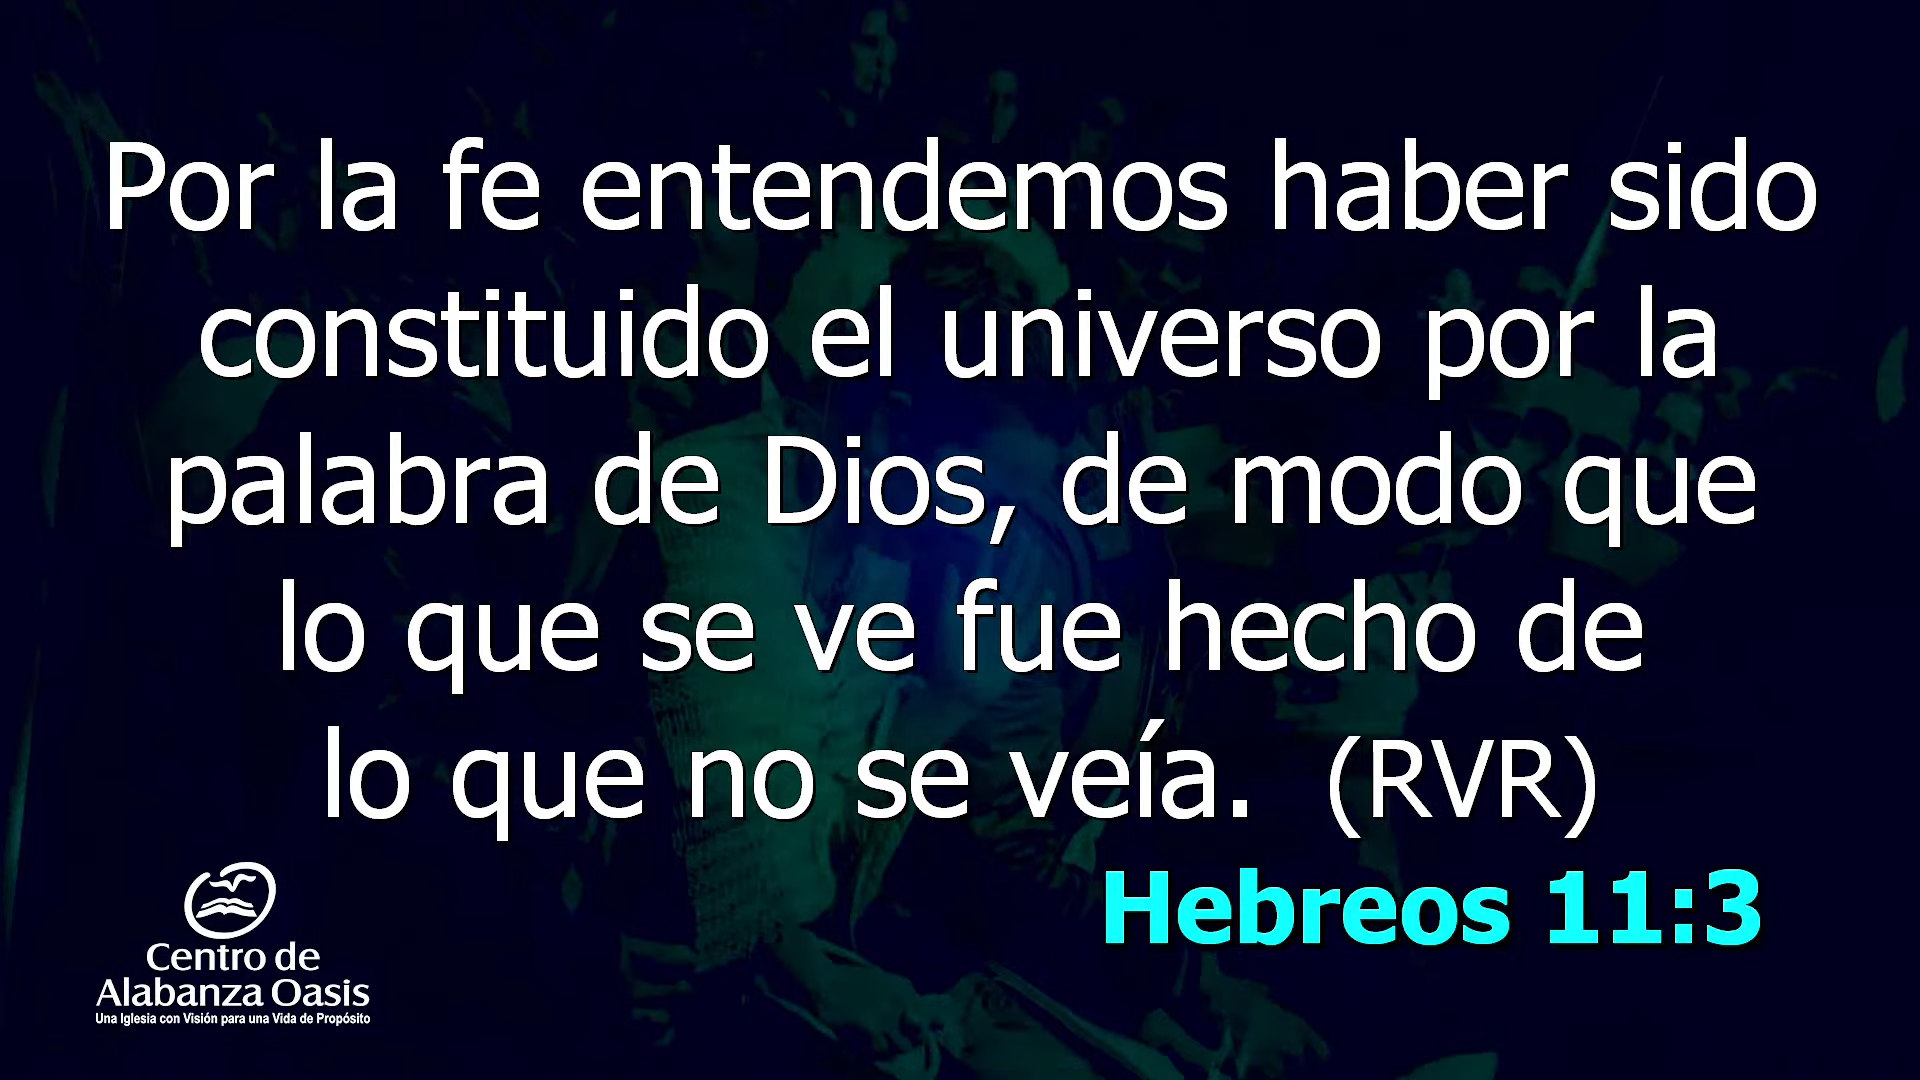 Por la fe entendemos haber sido
constituido el universo por la
palabra de Dios, de modo que
lo que se ve fue hecho de
lo que no se veía.  (RVR)
Hebreos 11:3
Centro de
Alabanza Oasis
Una Iglesia con Visión para una Vida de Propósito